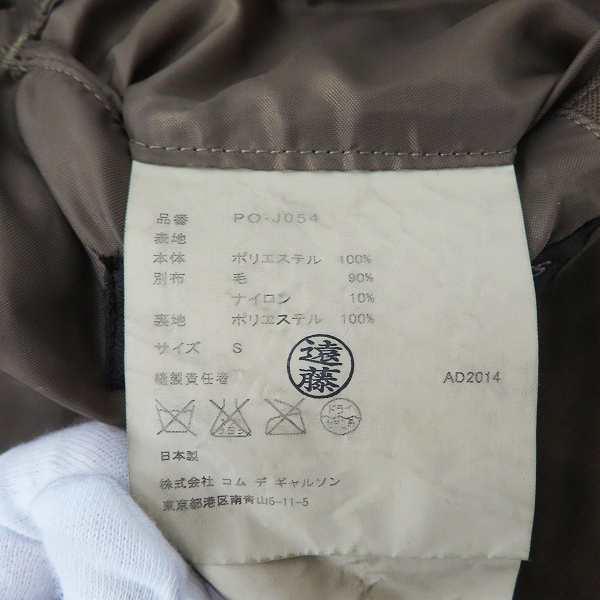 品番 PO-J054
表地
本体 ポリエステル 100%
別布 毛 90%
ナイロン 10%
裏地 ポリエステル 100%
サイズ S
縫製責任者 遠藤 AD2014
ドライ
日本製
株式会社 コム デ ギャルソン
東京都港区南青山5-11-5